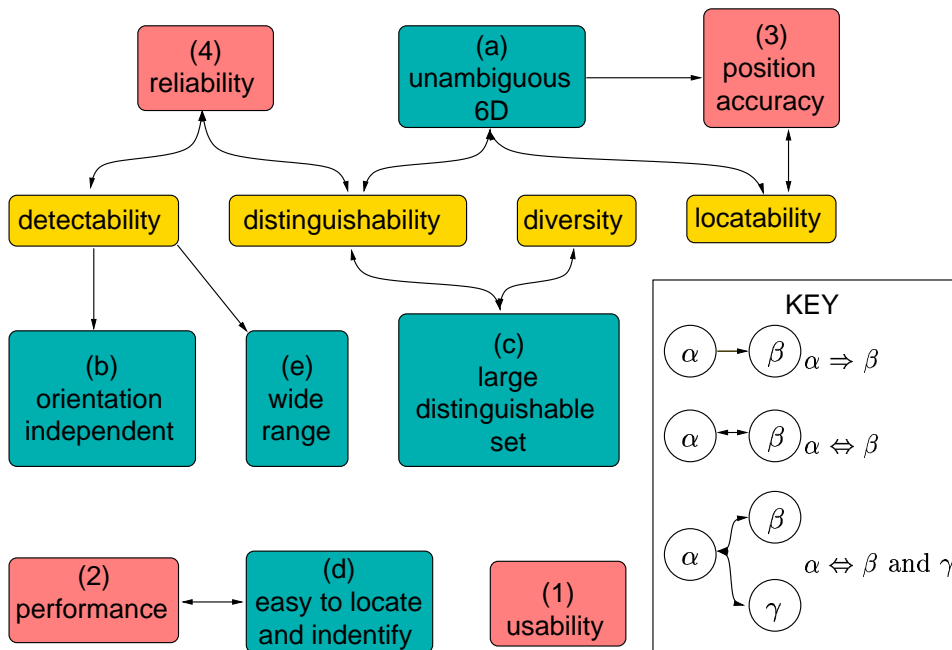 (4)
reliability
(a)
unambiguous
6D
(3)
position
accuracy
detectability
distinguishability
diversity
locatability
(b)
orientation
independent
(e)
wide
range
(c)
large
distinguishable
set
KEY
α
β
α ⇒ β
α
β
α ⇔ β
α
β
γ
α ⇔ β and γ
(2)
performance
(d)
easy to locate
and indentify
(1)
usability